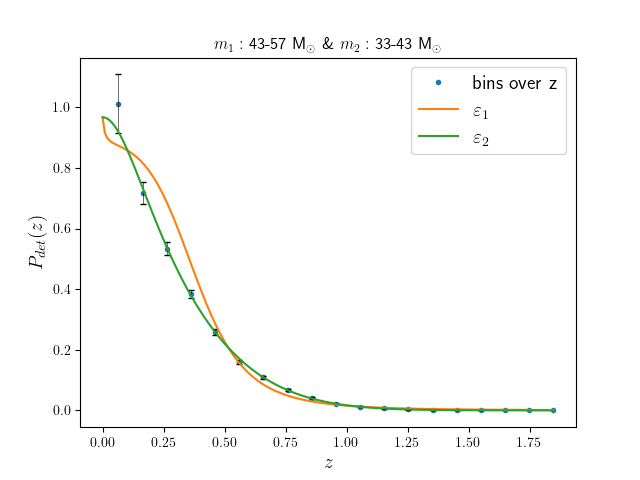 m₁ : 43-57 M☉ & m₂ : 33-43 M☉
P_det(z)
1.0
0.8
0.6
0.4
0.2
0.0
bins over z
ε₁
ε₂
0.00 0.25 0.50 0.75 1.00 1.25 1.50 1.75
z